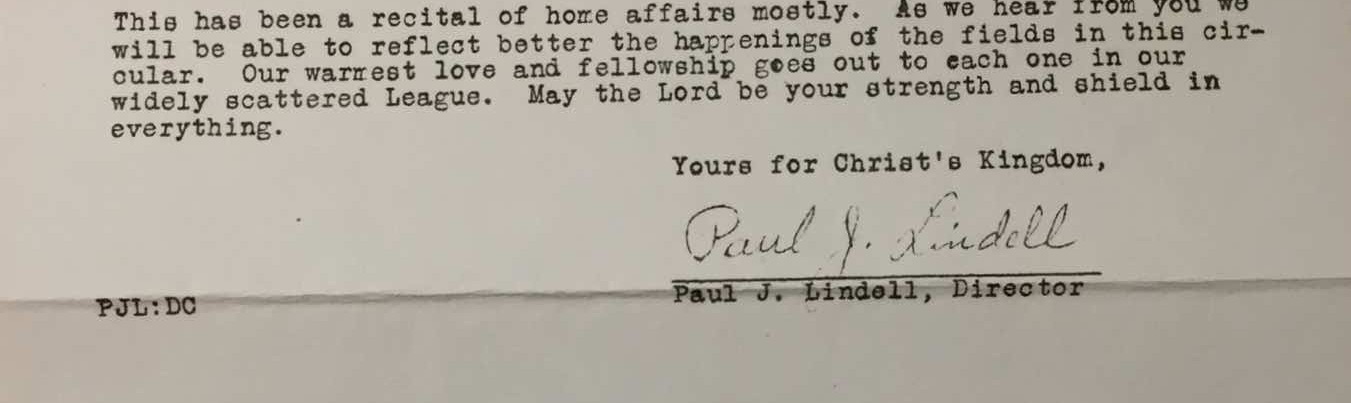 This has been a recital of home affairs mostly. As we hear from you we
will be able to reflect better the happenings of the fields in this cir-
cular. Our warmest love and fellowship goes out to each one in our
widely scattered League. May the Lord be your strength and shield in
everything.
Yours for Christ's Kingdom,
Paul J. Lindell
Paul J. Lindell, Director
PJL:DC